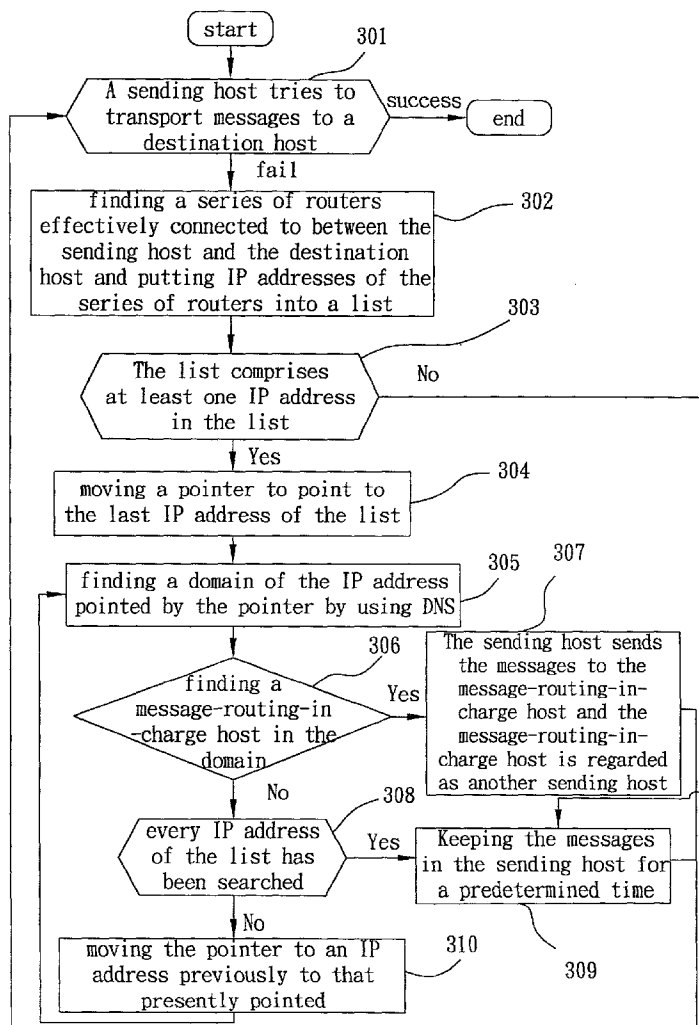 start
301
A sending host tries to
transport messages to a
destination host
success
end
fail
finding a series of routers
effectively connected to between the
sending host and the destination
host and putting IP addresses of the
series of routers into a list
302
303
The list comprises
at least one IP address
in the list
No
Yes
304
moving a pointer to point to
the last IP address of the list
finding a domain of the IP address
pointed by the pointer by using DNS
305
307
306
finding a
message-routing-in
-charge host in the
domain
Yes
The sending host sends
the messages to the
message-routing-in-
charge host and the
message-routing-in-
charge host is regarded
as another sending host
No
308
every IP address
of the list has
been searched
Yes
Keeping the messages
in the sending host for
a predetermined time
309
No
moving the pointer to an IP
address previously to that
presently pointed
310